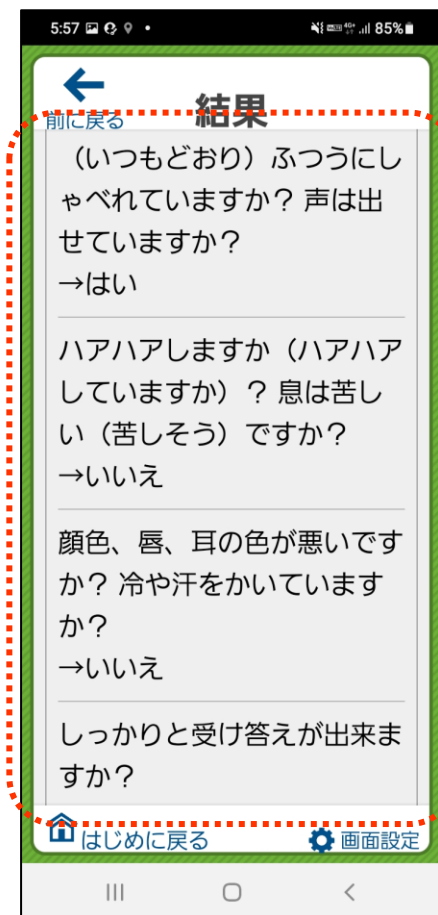 5:57
85%
前に戻る
結果
（いつもどおり）ふつうにし
ゃべれていますか？ 声は出
せていますか？
→はい
ハアハアしますか（ハアハア
していますか）？ 息は苦し
い（苦しそう）ですか？
→いいえ
顔色、唇、耳の色が悪いです
か？ 冷や汗をかいています
か？
→いいえ
しっかりと受け答えが出来ま
すか？
はじめに戻る
画面設定